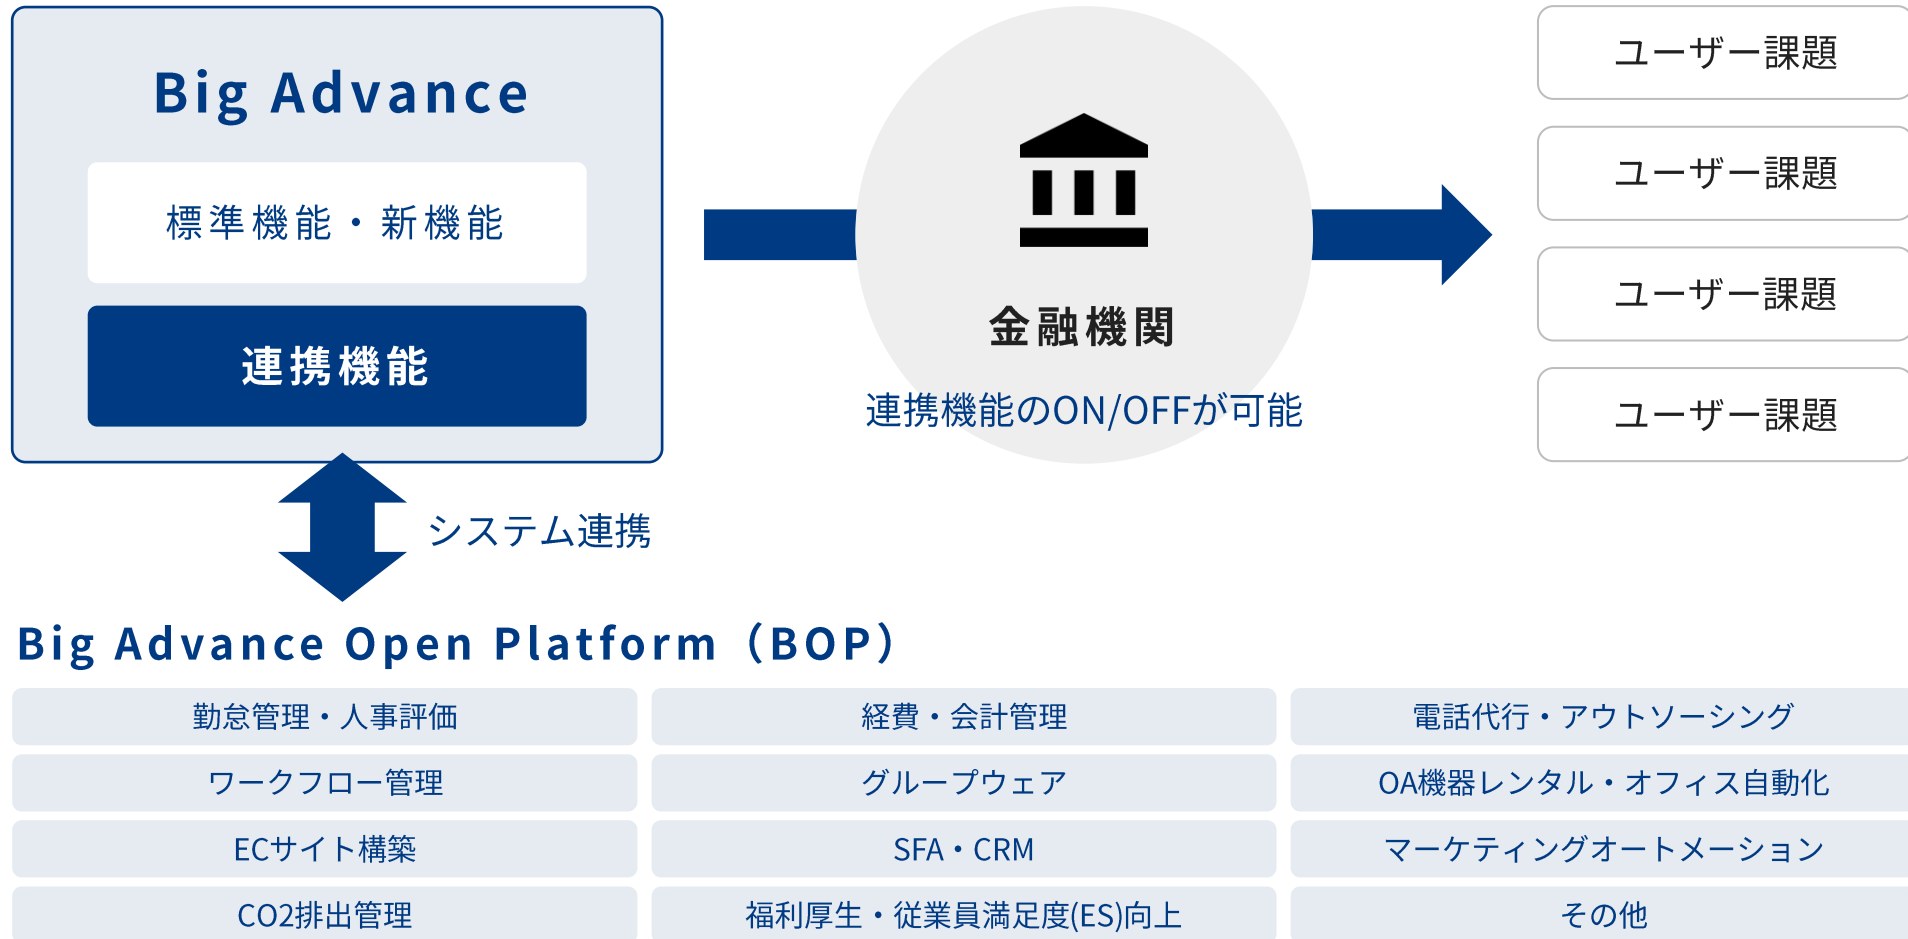 Big Advance
標準機能・新機能
連携機能
システム連携
金融機関
連携機能のON/OFFが可能
ユーザー課題
ユーザー課題
ユーザー課題
ユーザー課題
Big Advance Open Platform（BOP）
勤怠管理・人事評価
経費・会計管理
電話代行・アウトソーシング
ワークフロー管理
グループウェア
OA機器レンタル・オフィス自動化
ECサイト構築
SFA・CRM
マーケティングオートメーション
CO2排出管理
福利厚生・従業員満足度(ES)向上
その他